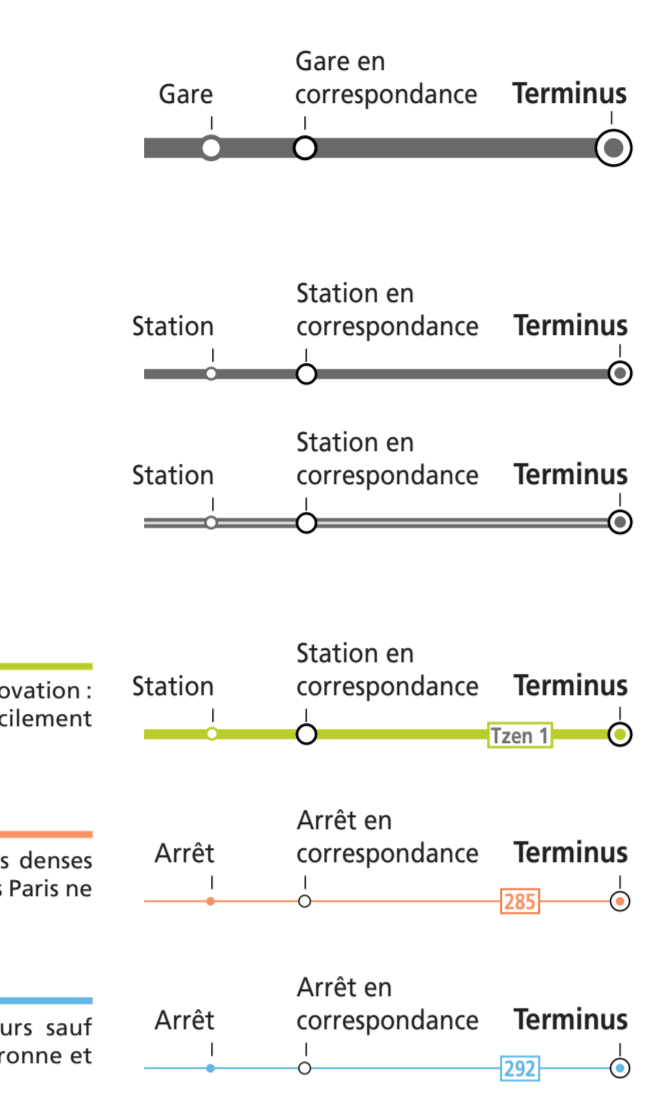 Gare en
Gare correspondance Terminus
Station en
Station correspondance Terminus
Station en
Station correspondance Terminus
Station en
Station correspondance Terminus
ovation :
cilement
Tzen 1
Arrêt en
Arrêt correspondance Terminus
s denses
s Paris ne
285
Arrêt en
Arrêt correspondance Terminus
urs sauf
ronne et
292